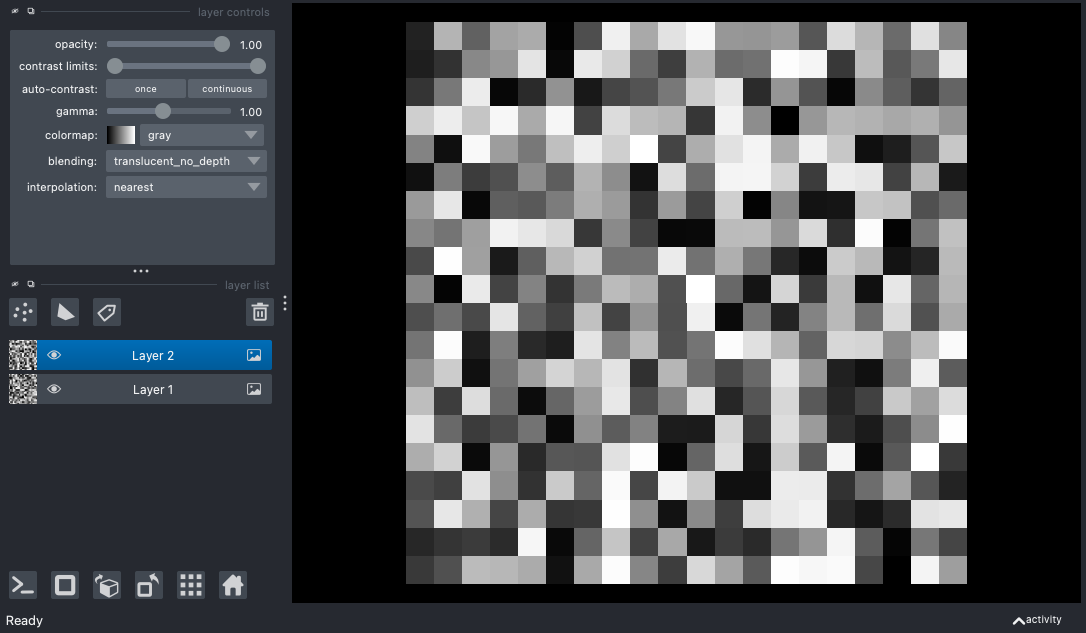 layer controls
opacity: 1.00
contrast limits:
auto-contrast: once continuous
gamma: 1.00
colormap: gray
blending: translucent_no_depth
interpolation: nearest
layer list
Layer 2
Layer 1
Ready
activity